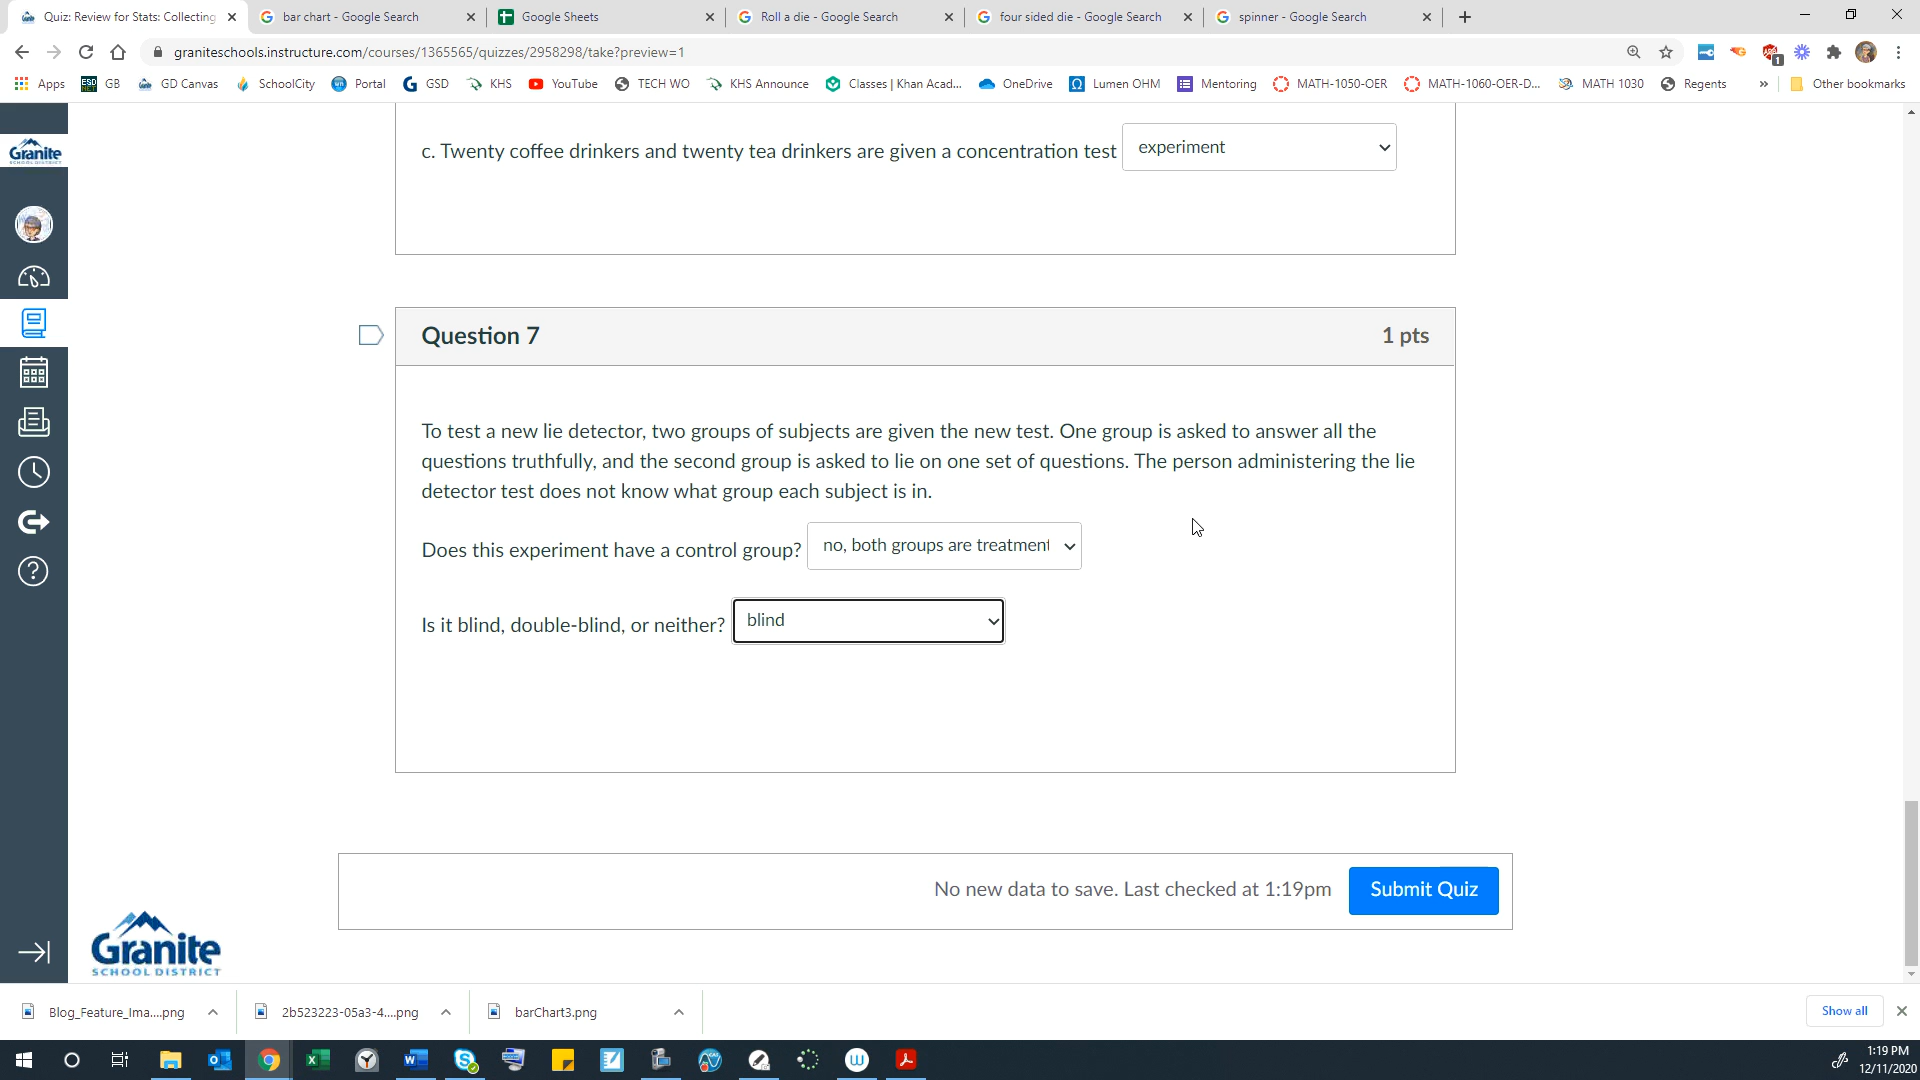 Quiz: Review for Stats: Collecting
bar chart - Google Search
Google Sheets
Roll a die - Google Search
four sided die - Google Search
spinner - Google Search
graniteschools.instructure.com/courses/1365565/quizzes/2958298/take?preview=1
Apps
GB
GD Canvas
SchoolCity
Portal
GSD
KHS
YouTube
TECH WO
KHS Announce
Classes | Khan Acad...
OneDrive
Lumen OHM
Mentoring
MATH-1050-OER
MATH-1060-OER-D...
MATH 1030
Regents
»
Other bookmarks
Granite
SCHOOL DISTRICT
c. Twenty coffee drinkers and twenty tea drinkers are given a concentration test experiment
Question 7
1 pts
To test a new lie detector, two groups of subjects are given the new test. One group is asked to answer all the
questions truthfully, and the second group is asked to lie on one set of questions. The person administering the lie
detector test does not know what group each subject is in.
Does this experiment have a control group? no, both groups are treatment
Is it blind, double-blind, or neither? blind
No new data to save. Last checked at 1:19pm
Submit Quiz
Granite
SCHOOL DISTRICT
Blog_Feature_Ima....png
2b523223-05a3-4....png
barChart3.png
Show all
1:19 PM
12/11/2020